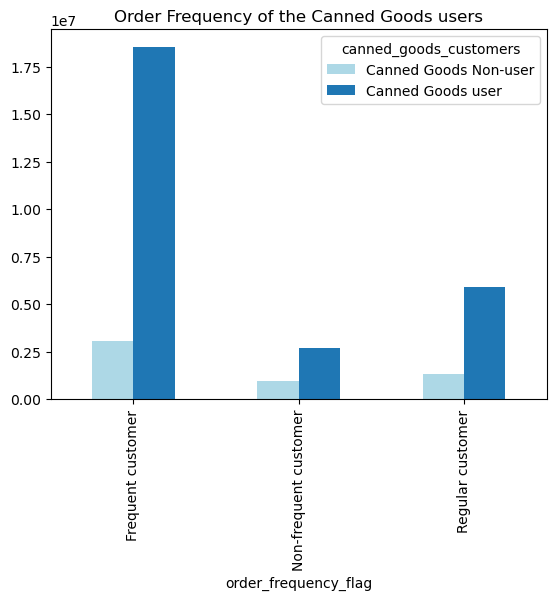 Order Frequency of the Canned Goods users
1e7
canned_goods_customers
Canned Goods Non-user
Canned Goods user
1.75
1.50
1.25
1.00
0.75
0.50
0.25
0.00
Frequent customer
Non-frequent customer
Regular customer
order_frequency_flag